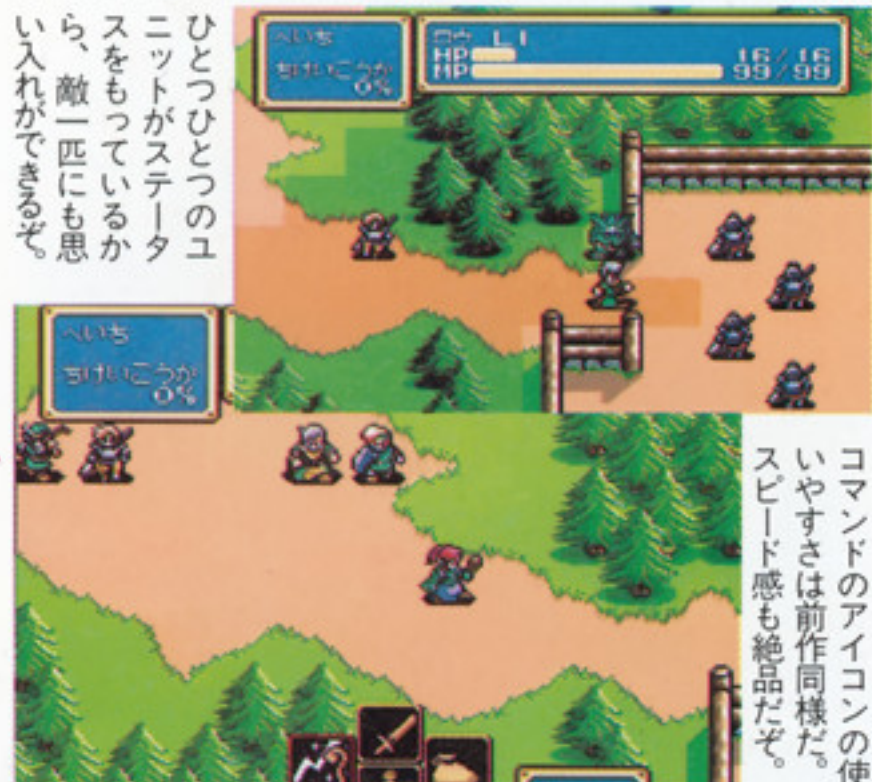 ひとつひとつのユ
ニットがステータ
スをもっているか
ら、敵一匹にも思
い入れができるぞ。
へいち
ちけいこうか
0%
ロウ L1
HP 16/16
MP 99/99
へいち
ちけいこうか
0%
コマンドのアイコンの使
いやすさは前作同様だ。
スピード感も絶品だぞ。